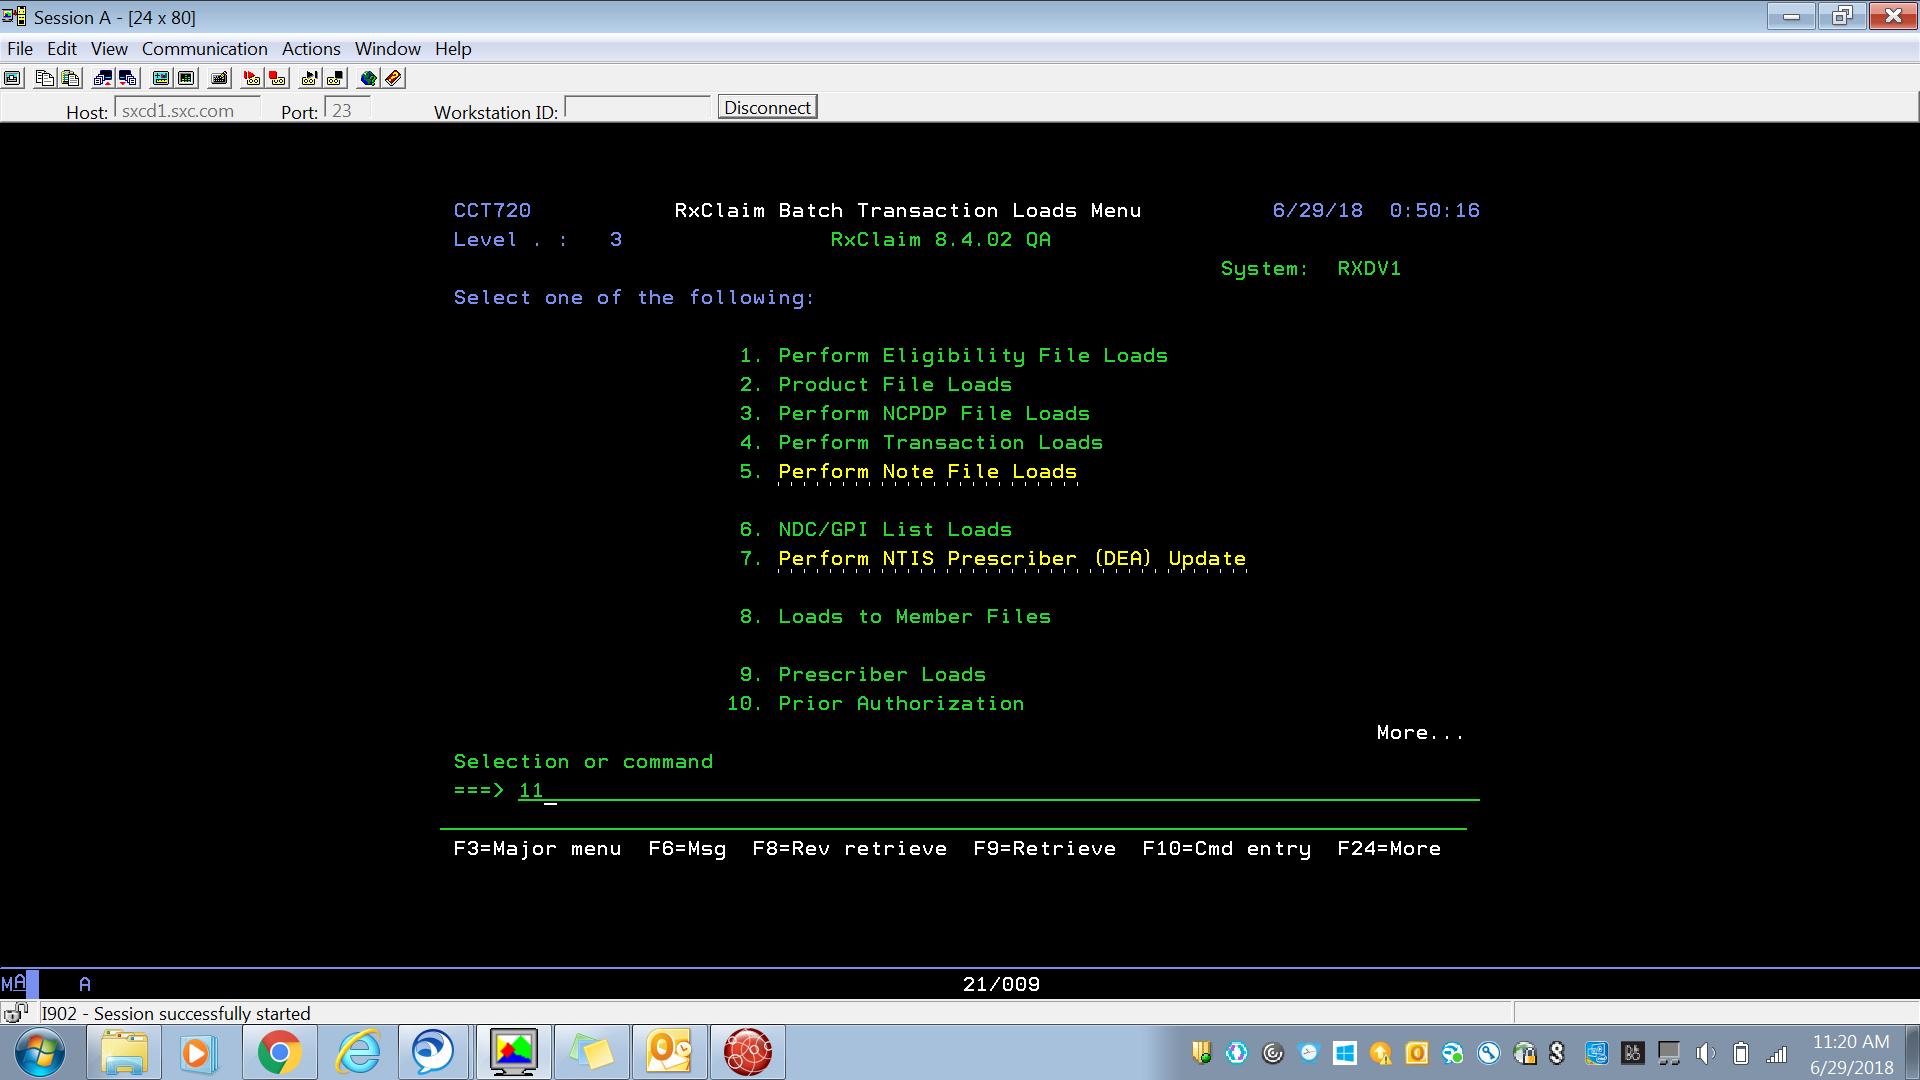 Session A - [24 x 80]
File Edit View Communication Actions Window Help
Host: sxcd1.sxc.com Port: 23 Workstation ID: Disconnect
CCT720 RxClaim Batch Transaction Loads Menu 6/29/18 0:50:16
Level . : 3 RxClaim 8.4.02 QA
System: RXDV1
Select one of the following:
1. Perform Eligibility File Loads
2. Product File Loads
3. Perform NCPDP File Loads
4. Perform Transaction Loads
5. Perform Note File Loads
6. NDC/GPI List Loads
7. Perform NTIS Prescriber (DEA) Update
8. Loads to Member Files
9. Prescriber Loads
10. Prior Authorization
More...
Selection or command
===> 11
F3=Major menu F6=Msg F8=Rev retrieve F9=Retrieve F10=Cmd entry F24=More
MA A 21/009
I902 - Session successfully started
11:20 AM
6/29/2018